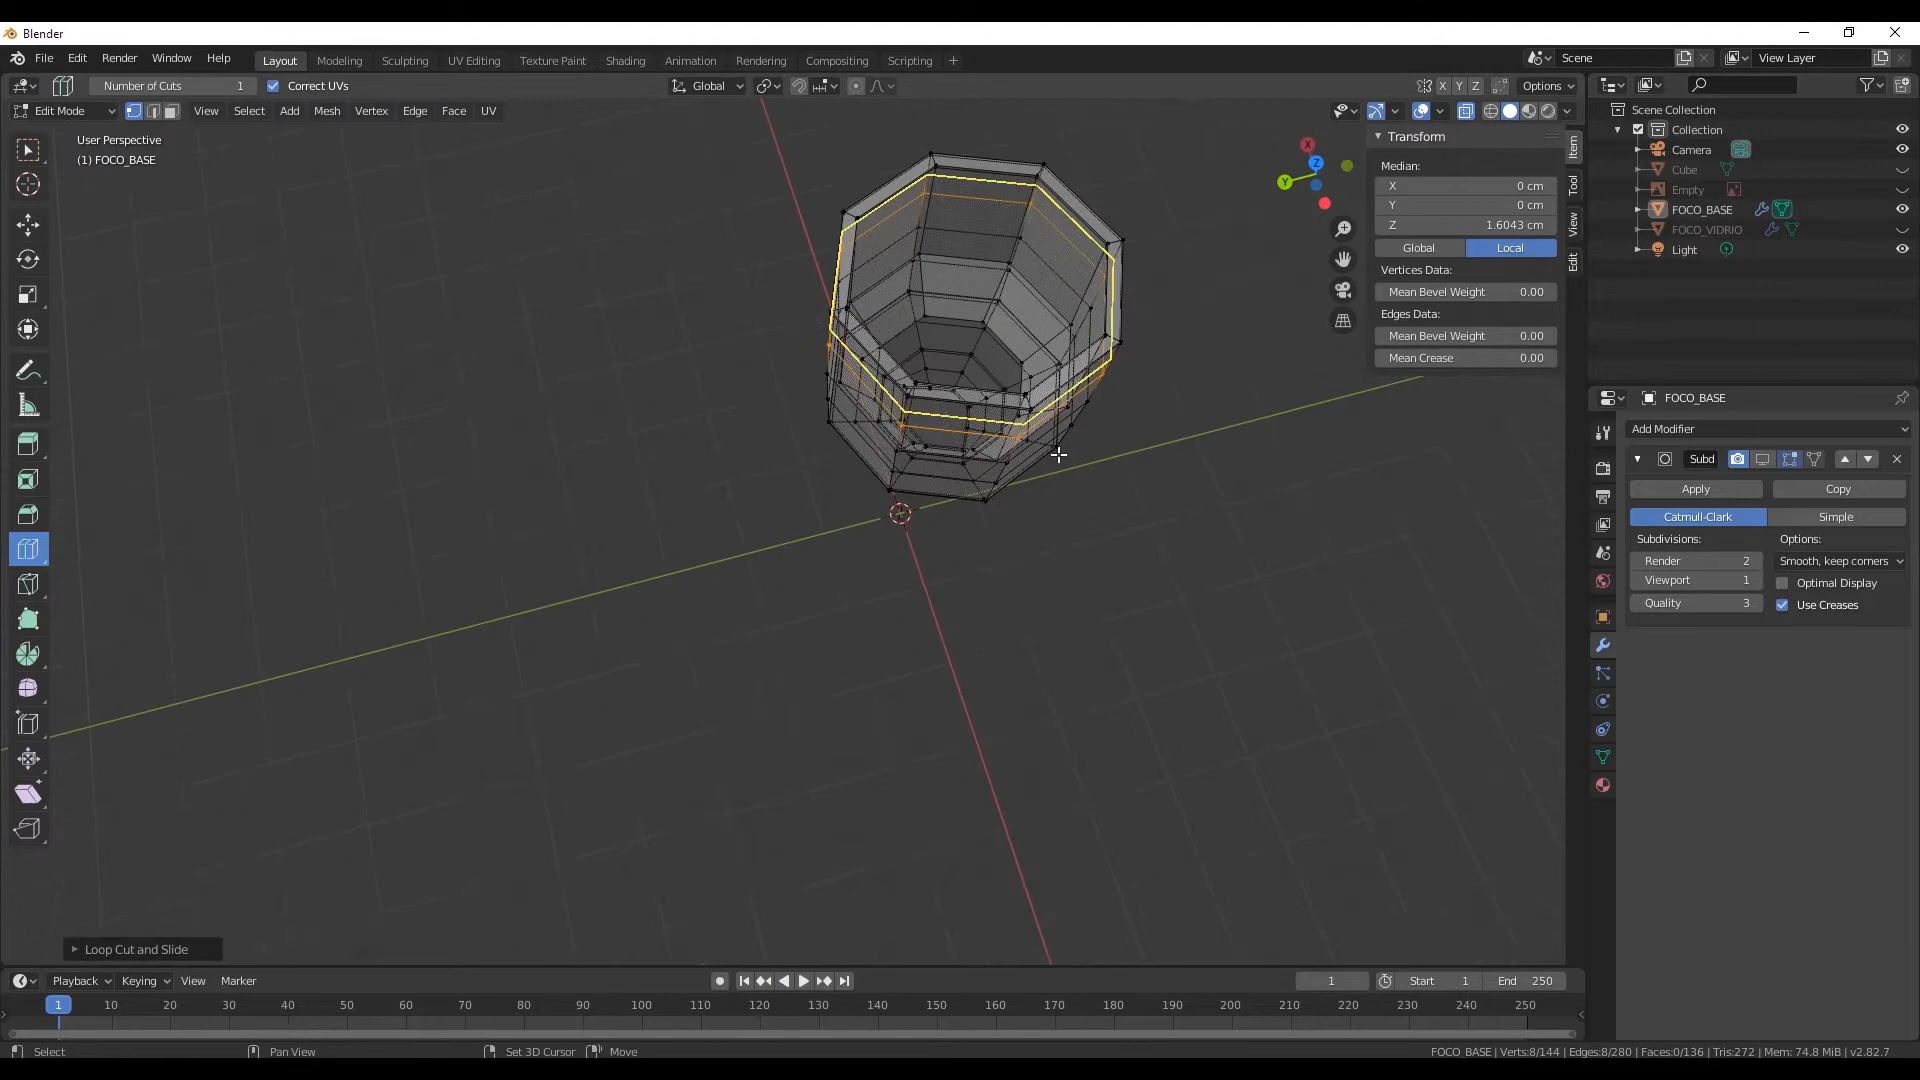 Blender
File Edit Render Window Help Layout Modeling Sculpting UV Editing Texture Paint Shading Animation Rendering Compositing Scripting + Scene View Layer
Number of Cuts 1 Correct UVs Global X Y Z Options
Edit Mode View Select Add Mesh Vertex Edge Face UV
User Perspective
(1) FOCO_BASE
X
Z
Y
Transform
Median:
X 0 cm
Y 0 cm
Z 1.6043 cm
Global Local
Vertices Data:
Mean Bevel Weight 0.00
Edges Data:
Mean Bevel Weight 0.00
Mean Crease 0.00
Item
Tool
View
Edit
Scene Collection
Collection
Camera
Cube
Empty
FOCO_BASE
FOCO_VIDRIO
Light
FOCO_BASE
Add Modifier
Subd
Apply Copy
Catmull-Clark Simple
Subdivisions: Options:
Render 2 Smooth, keep corners
Viewport 1 Optimal Display
Quality 3 Use Creases
Loop Cut and Slide
Playback Keying View Marker 1 Start 1 End 250
1 10 20 30 40 50 60 70 80 90 100 110 120 130 140 150 160 170 180 190 200 210 220 230 240 250
Select Pan View Set 3D Cursor Move FOCO_BASE | Verts:8/144 | Edges:8/280 | Faces:0/136 | Tris:272 | Mem: 74.8 MiB | v2.82.7